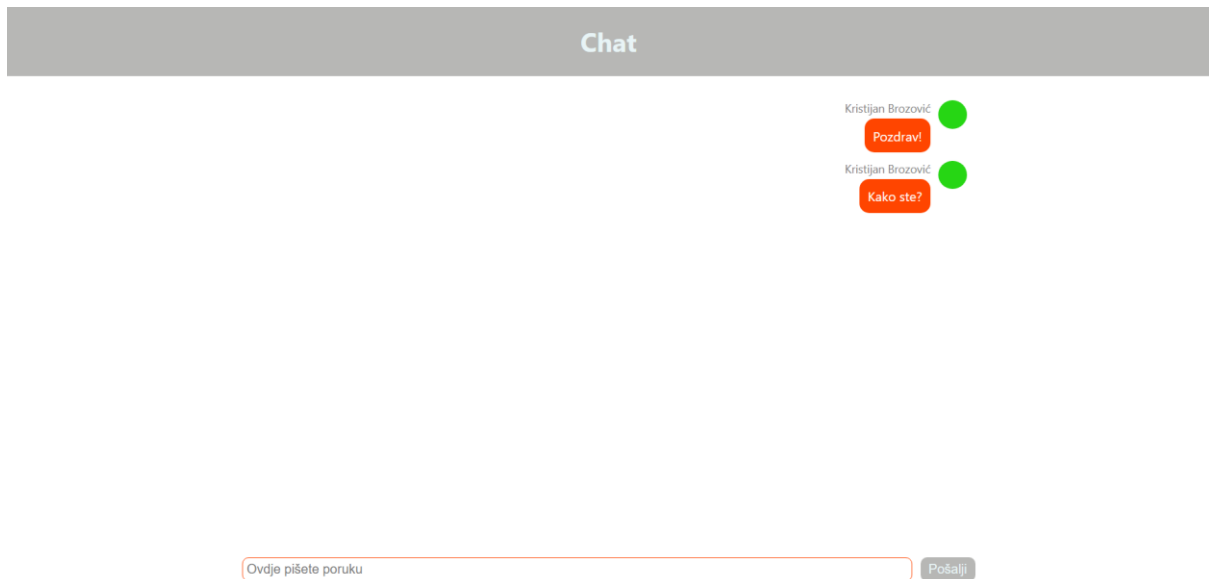 Chat
Kristijan Brozović
Pozdrav!
Kristijan Brozović
Kako ste?
Ovdje pišete poruku
Pošalji